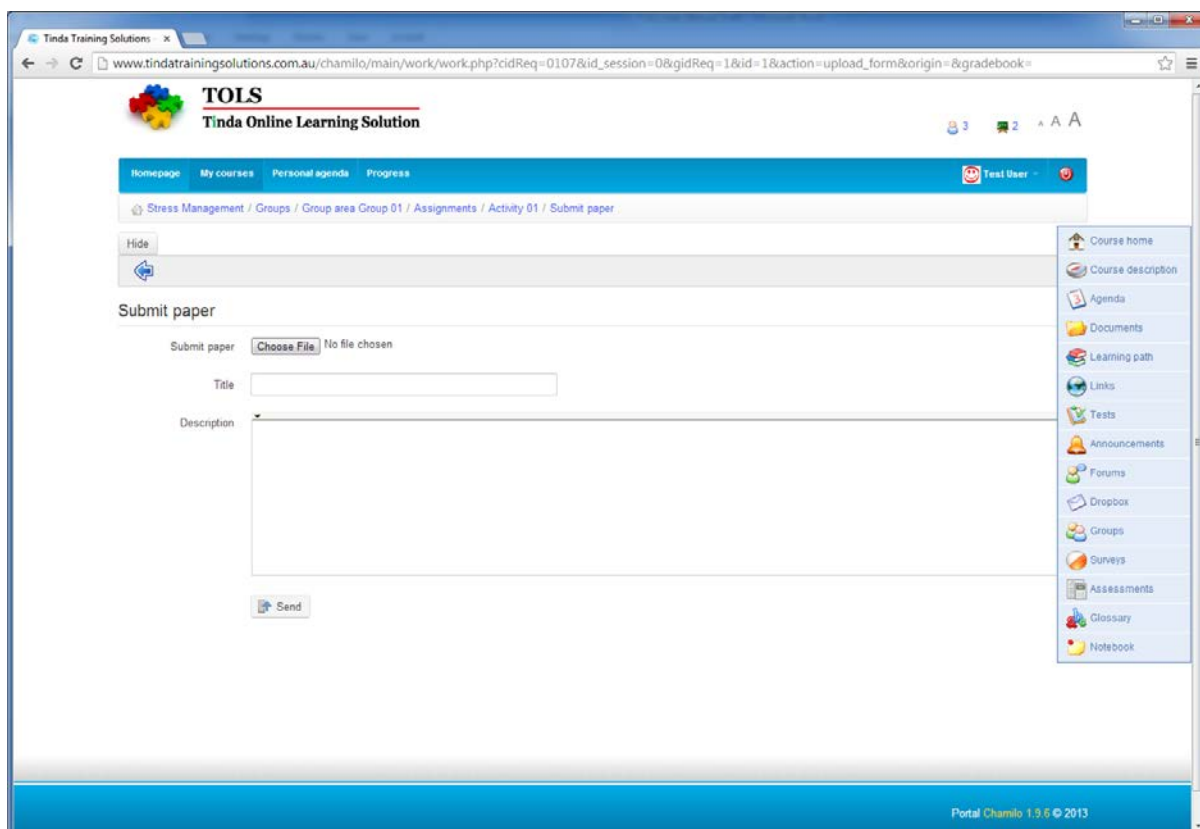 Tinda Training Solutions -
www.tindatrainingsolutions.com.au/chamilo/main/work/work.php?cidReq=0107&id_session=0&gidReq=1&id=1&action=upload_form&origin=&gradebook=
TOLS
Tinda Online Learning Solution
3 2 A A A
Homepage My courses Personal agenda Progress Test User
Stress Management / Groups / Group area Group 01 / Assignments / Activity 01 / Submit paper
Hide
Submit paper
Submit paper Choose File No file chosen
Title
Description
Send
Course home
Course description
Agenda
Documents
Learning path
Links
Tests
Announcements
Forums
Dropbox
Groups
Surveys
Assessments
Glossary
Notebook
Portal Chamilo 1.9.6 © 2013